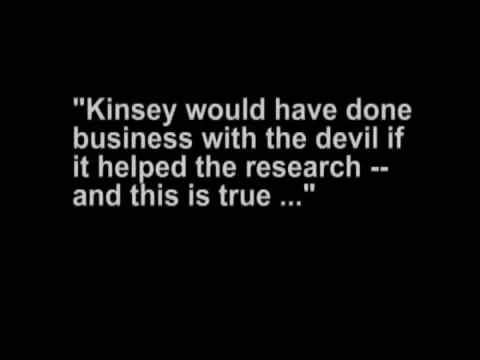 "Kinsey would have done
business with the devil if
it helped the research --
and this is true ..."